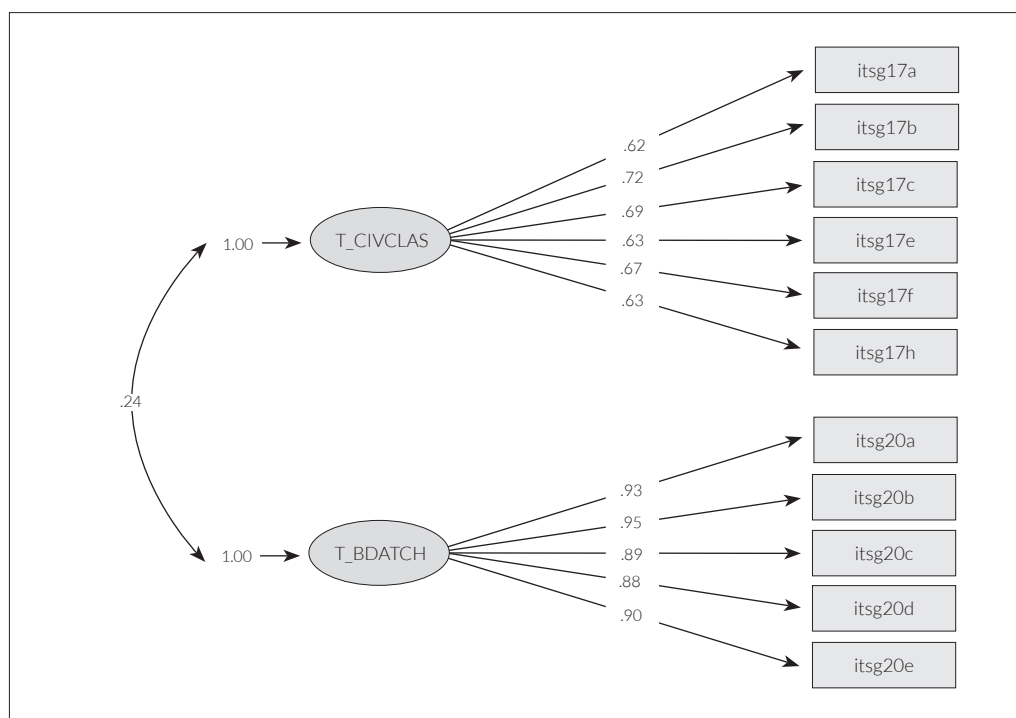 itsg17a
itsg17b
.62
.72
itsg17c
.69
1.00
T_CIVCLAS
.63
itsg17e
.67
itsg17f
.63
itsg17h
.24
itsg20a
.93
itsg20b
.95
1.00
T_BDATCH
.89
itsg20c
.88
itsg20d
.90
itsg20e